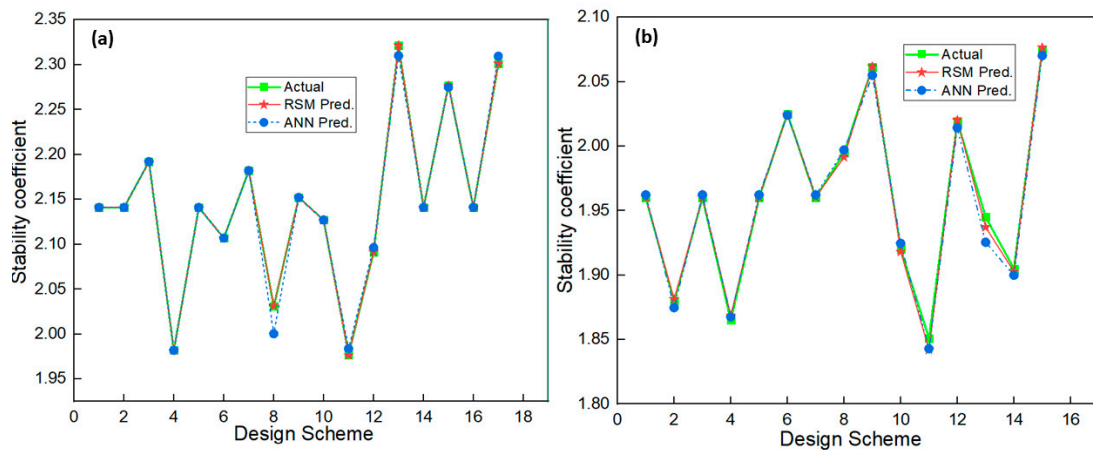 (a)
Actual
RSM Pred.
ANN Pred.
Stability coefficient
2.35
2.30
2.25
2.20
2.15
2.10
2.05
2.00
1.95
0 2 4 6 8 10 12 14 16 18
Design Scheme
(b)
Actual
RSM Pred.
ANN Pred.
Stability coefficient
2.10
2.05
2.00
1.95
1.90
1.85
1.80
0 2 4 6 8 10 12 14 16
Design Scheme